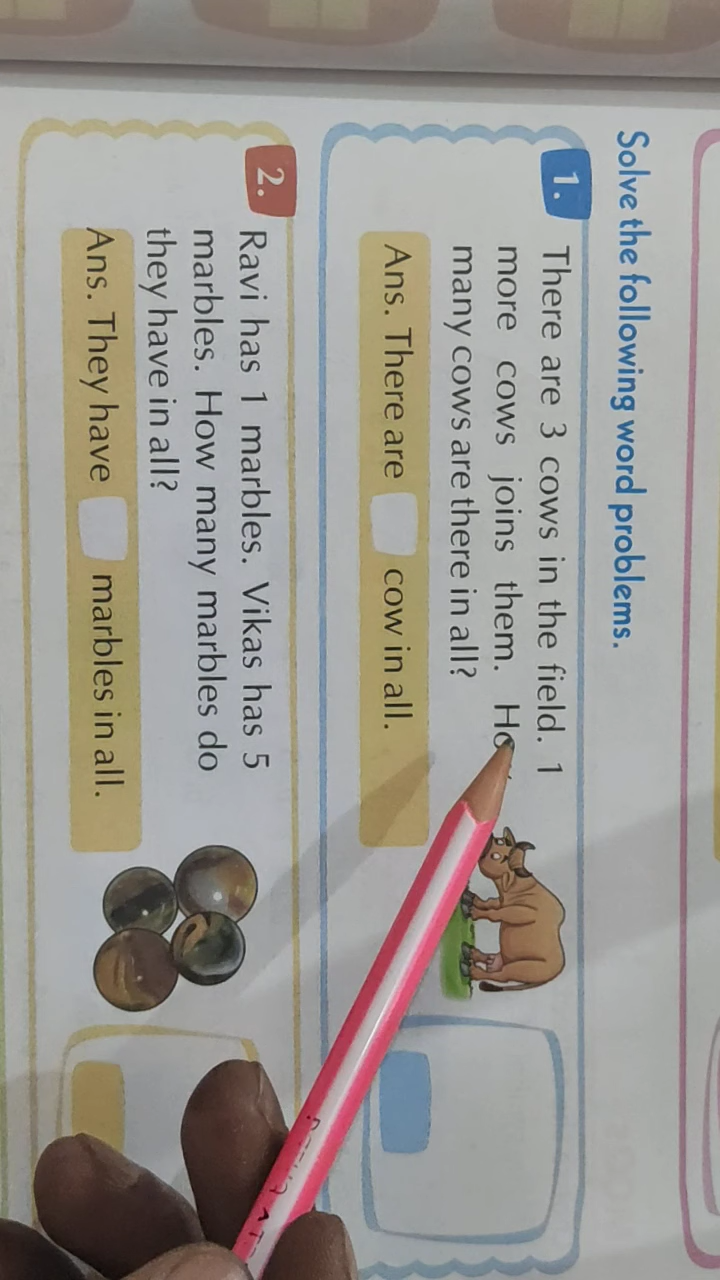 Solve the following word problems.
1.
There are 3 cows in the field. 1
more cows joins them.
many cows are there in all?
Ans. There are cow in all.
2.
Ravi has 1 marbles. Vikas has 5
marbles. How many marbles do
they have in all?
Ans. They have marbles in all.